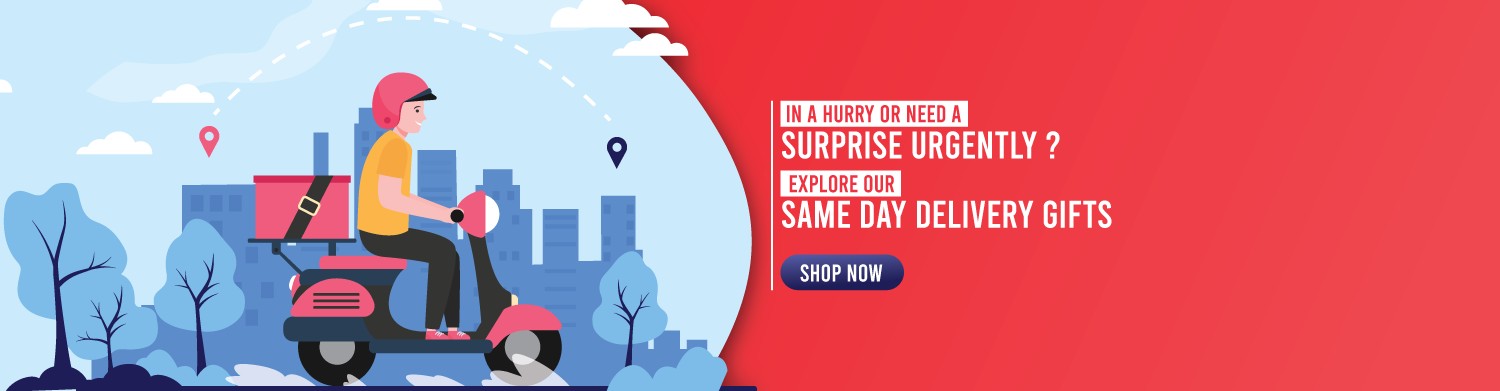 IN A HURRY OR NEED A
SURPRISE URGENTLY ?
EXPLORE OUR
SAME DAY DELIVERY GIFTS
SHOP NOW